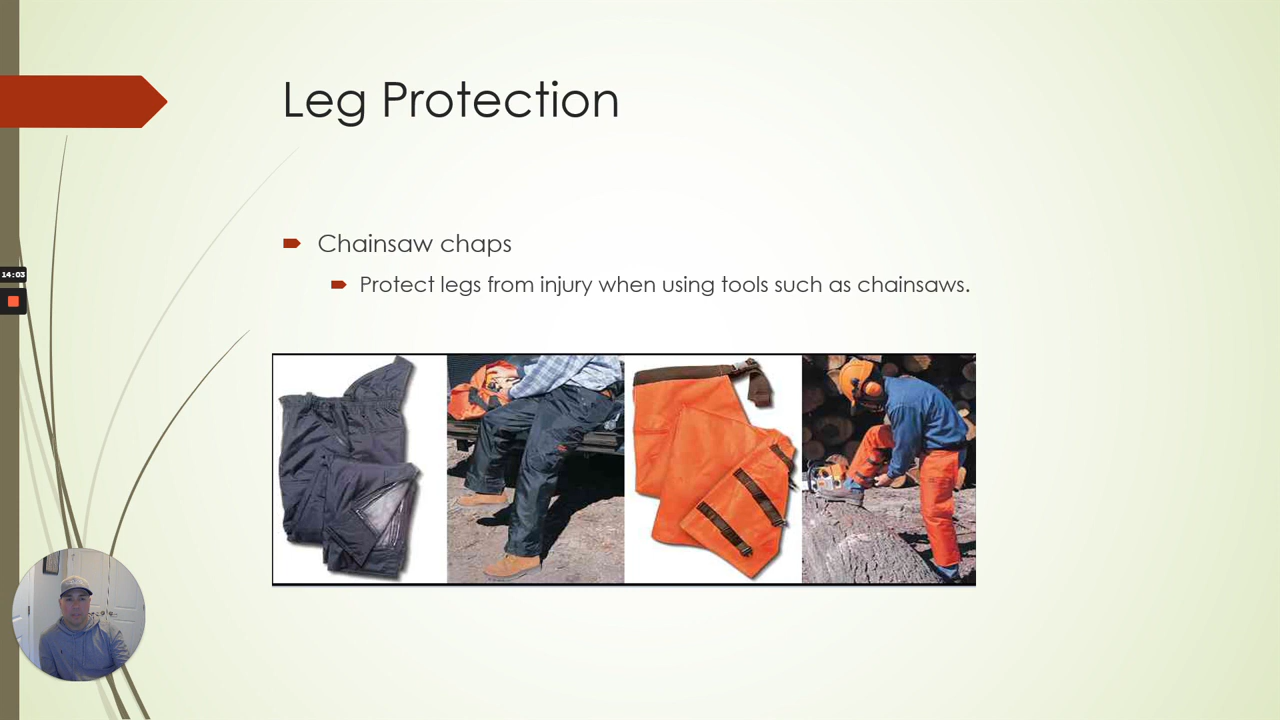 Leg Protection
Chainsaw chaps
Protect legs from injury when using tools such as chainsaws.
14:03